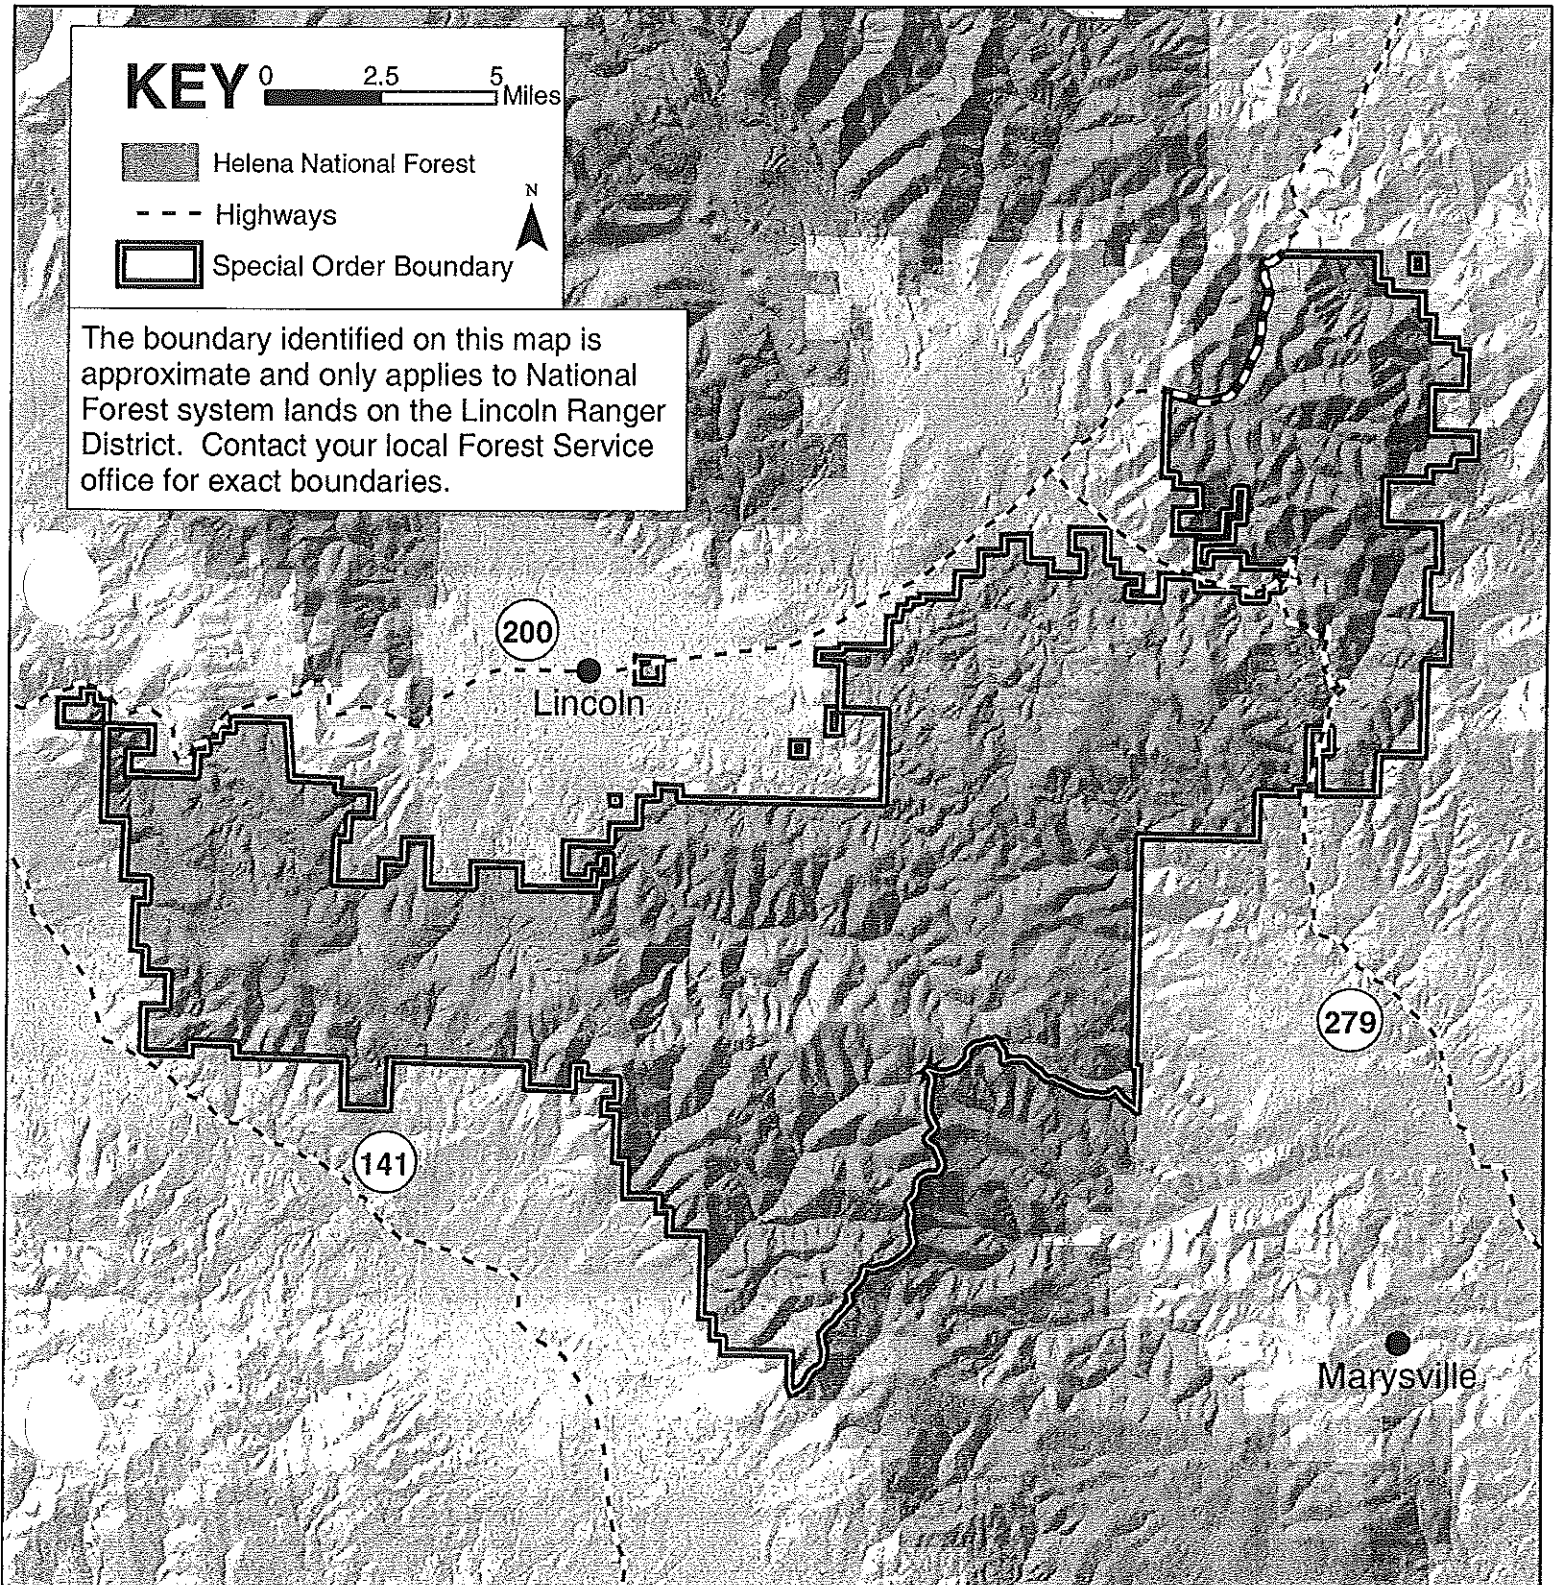 KEY
0 2.5 5
Miles
Helena National Forest
N
Highways
Special Order Boundary
The boundary identified on this map is
approximate and only applies to National
Forest system lands on the Lincoln Ranger
District. Contact your local Forest Service
office for exact boundaries.
200
Lincoln
279
141
Marysville